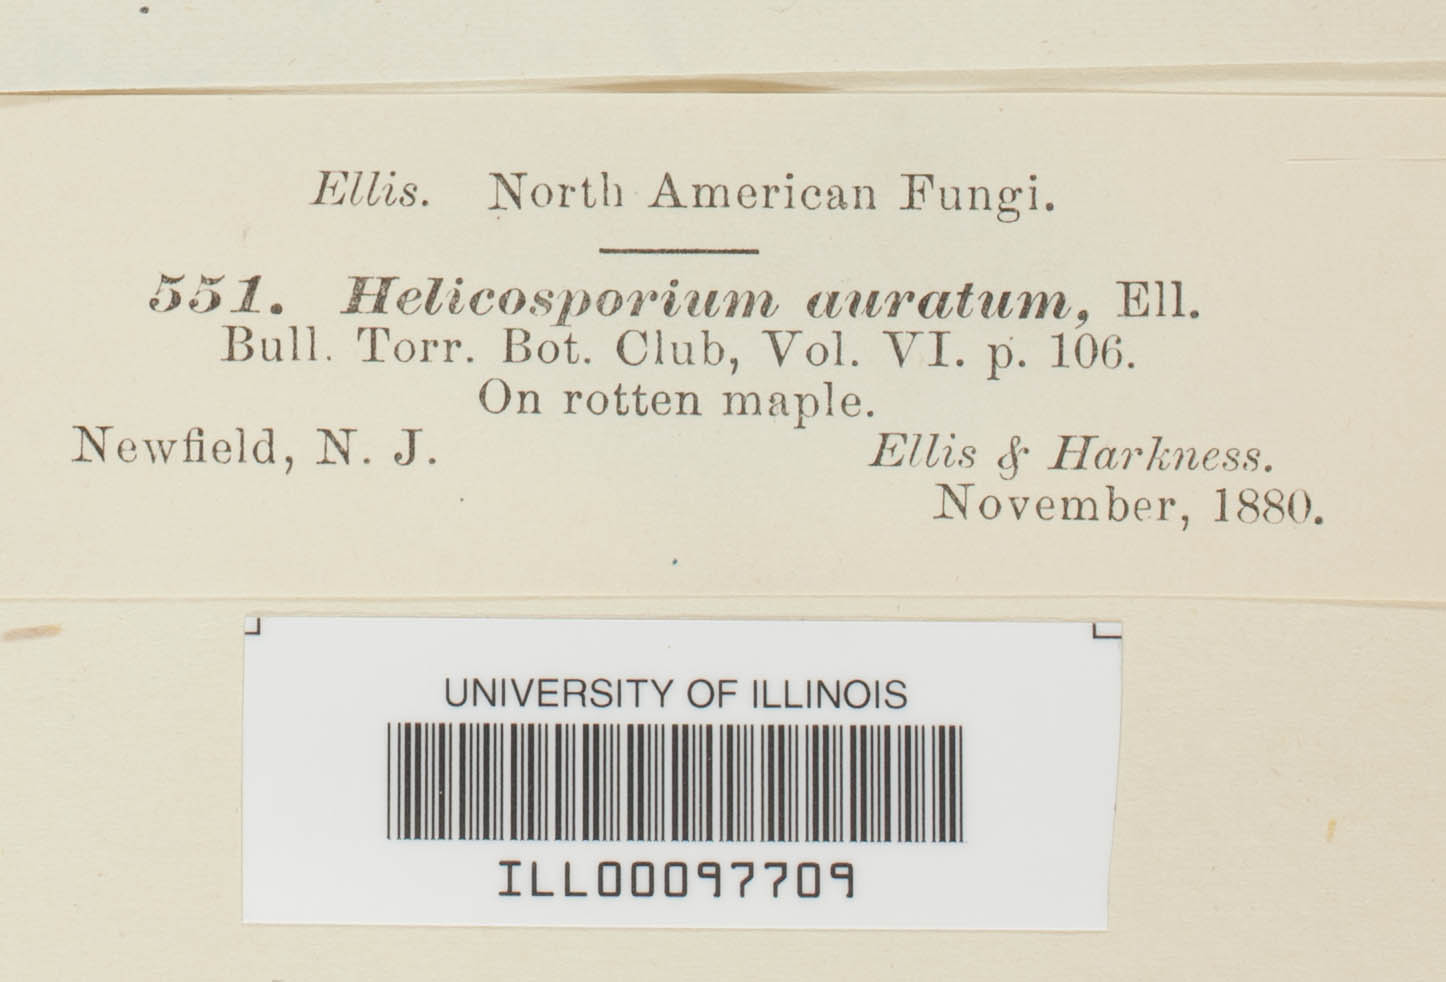 Ellis. North American Fungi.
551. Helicosporium auratum, Ell.
Bull. Torr. Bot. Club, Vol. VI. p. 106.
On rotten maple.
Newfield, N. J.
Ellis & Harkness.
November, 1880.
UNIVERSITY OF ILLINOIS
ILL00097709